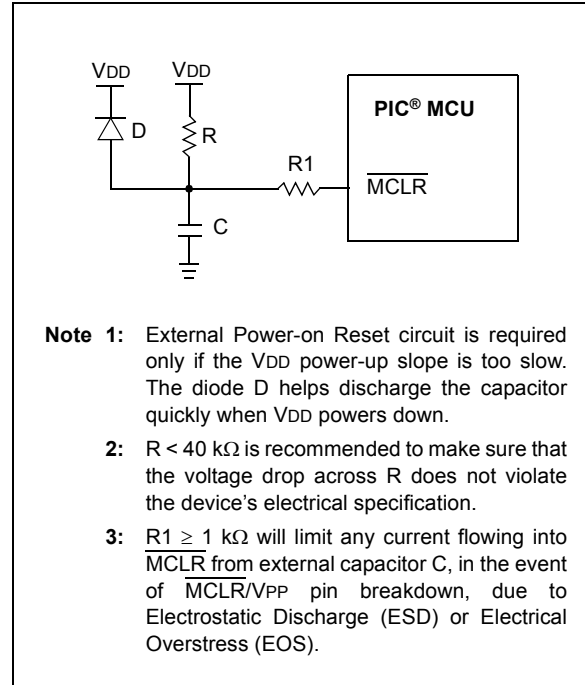 VDD VDD
D
R
R1
C
PIC® MCU
MCLR
Note 1: External Power-on Reset circuit is required
only if the VDD power-up slope is too slow.
The diode D helps discharge the capacitor
quickly when VDD powers down.
2: R < 40 kΩ is recommended to make sure that
the voltage drop across R does not violate
the device's electrical specification.
3: R1 ≥ 1 kΩ will limit any current flowing into
MCLR from external capacitor C, in the event
of MCLR/VPP pin breakdown, due to
Electrostatic Discharge (ESD) or Electrical
Overstress (EOS).